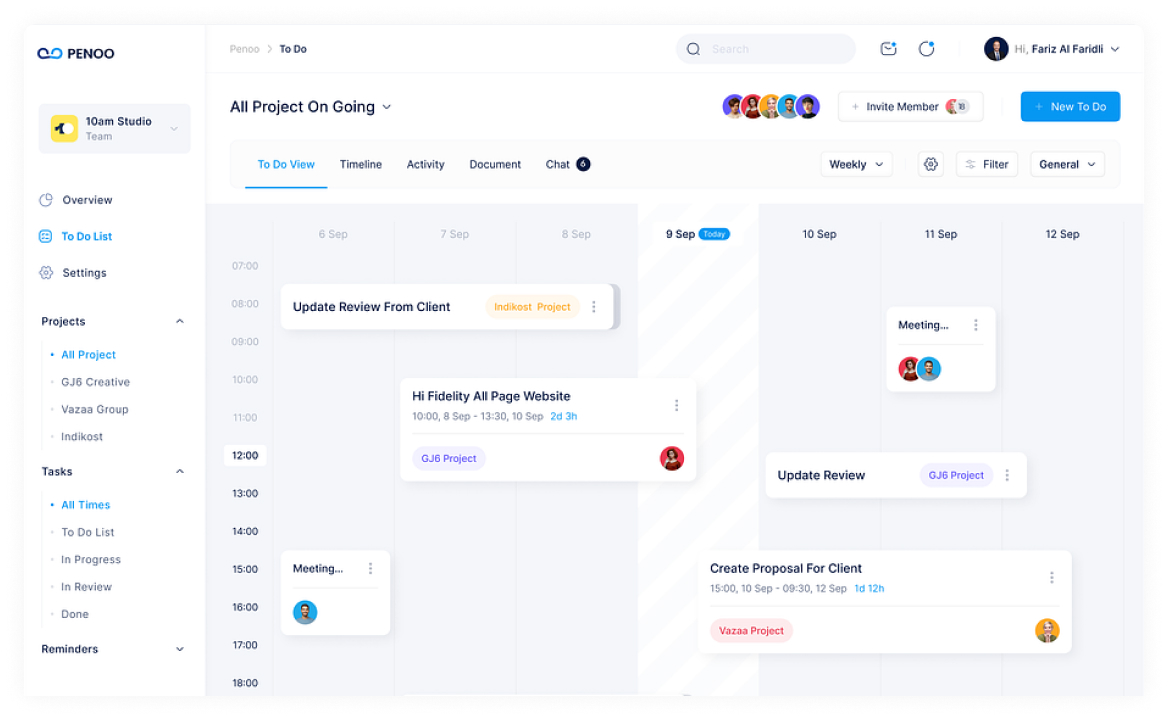 PENOO
Penoo > To Do
Search
Hi, Fariz Al Faridli
10am Studio
Team
All Project On Going
+ Invite Member
+ New To Do
To Do View
Timeline
Activity
Document
Chat 6
Weekly
Filter
General
Overview
To Do List
Settings
Projects
All Project
GJ6 Creative
Vazaa Group
Indikost
Tasks
All Times
To Do List
In Progress
In Review
Done
Reminders
6 Sep
7 Sep
8 Sep
9 Sep Today
10 Sep
11 Sep
12 Sep
07:00
08:00
09:00
10:00
11:00
12:00
13:00
14:00
15:00
16:00
17:00
18:00
Update Review From Client
Indikost Project
Meeting...
Hi Fidelity All Page Website
10:00, 8 Sep - 13:30, 10 Sep 2d 3h
GJ6 Project
Update Review
GJ6 Project
Meeting...
Create Proposal For Client
15:00, 10 Sep - 09:30, 12 Sep 1d 12h
Vazaa Project